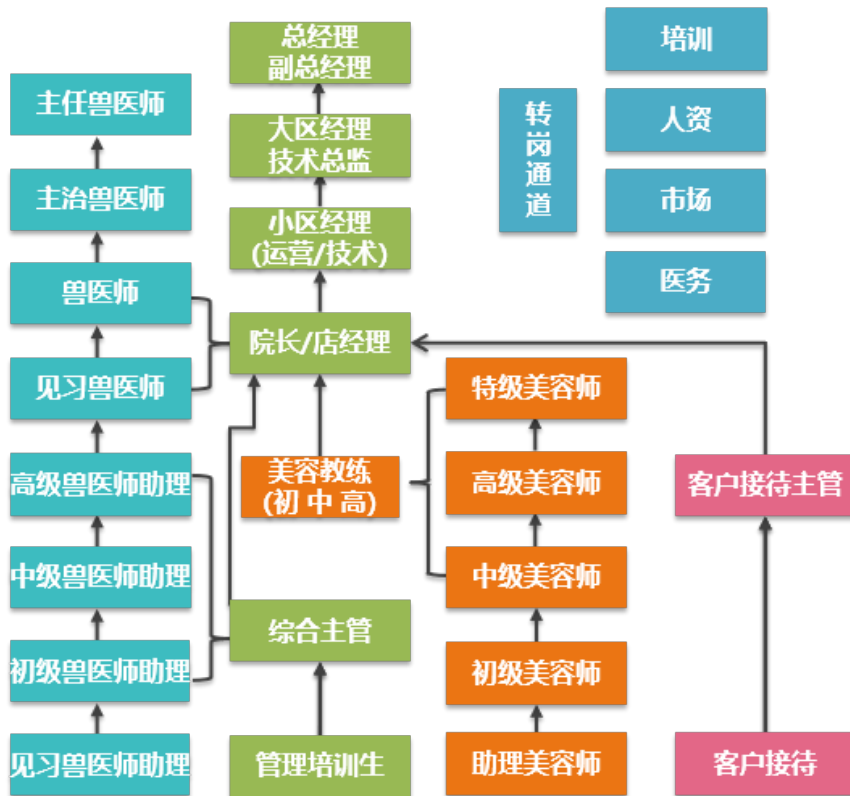 主任兽医师
主治兽医师
兽医师
见习兽医师
高级兽医师助理
中级兽医师助理
初级兽医师助理
见习兽医师助理
总经理
副总经理
大区经理
技术总监
小区经理
(运营/技术)
院长/店经理
综合主管
管理培训生
美容教练
(初 中 高)
特级美容师
高级美容师
中级美容师
初级美容师
助理美容师
客户接待主管
客户接待
转岗通道
培训
人资
市场
医务